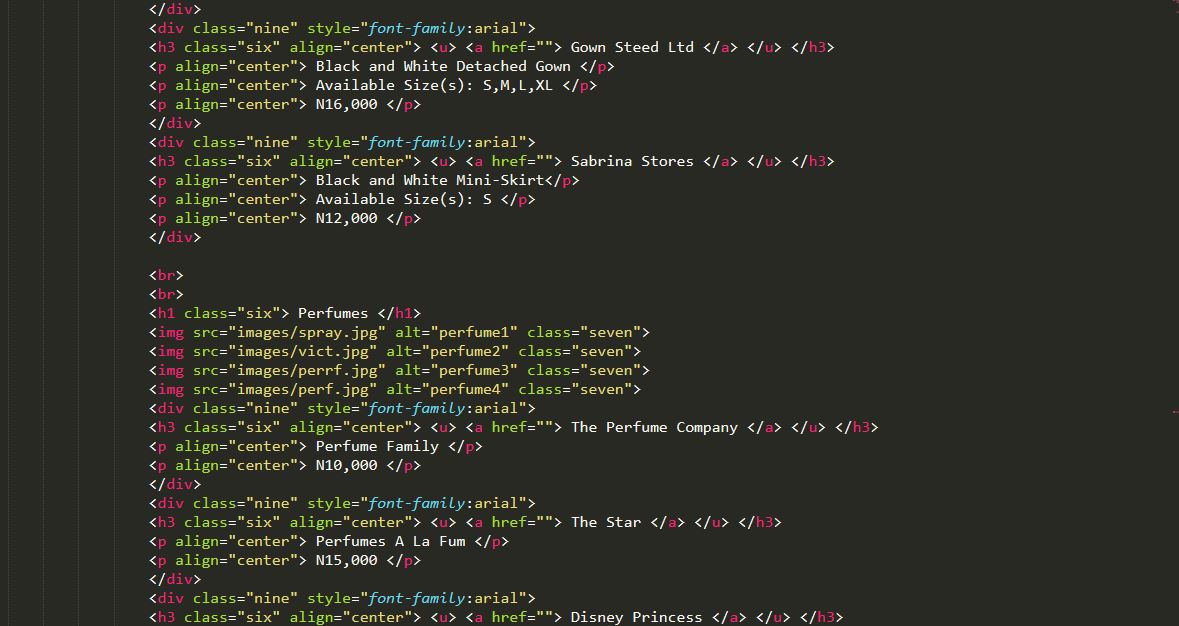 </div>
<div class="nine" style="font-family:arial">
<h3 class="six" align="center"> <u> <a href=""> Gown Steed Ltd </a> </u> </h3>
<p align="center"> Black and White Detached Gown </p>
<p align="center"> Available Size(s): S,M,L,XL </p>
<p align="center"> N16,000 </p>
</div>
<div class="nine" style="font-family:arial">
<h3 class="six" align="center"> <u> <a href=""> Sabrina Stores </a> </u> </h3>
<p align="center"> Black and White Mini-Skirt</p>
<p align="center"> Available Size(s): S </p>
<p align="center"> N12,000 </p>
</div>
<br>
<br>
<h1 class="six"> Perfumes </h1>
<img src="images/spray.jpg" alt="perfume1" class="seven">
<img src="images/vict.jpg" alt="perfume2" class="seven">
<img src="images/perrf.jpg" alt="perfume3" class="seven">
<img src="images/perf.jpg" alt="perfume4" class="seven">
<div class="nine" style="font-family:arial">
<h3 class="six" align="center"> <u> <a href=""> The Perfume Company </a> </u> </h3>
<p align="center"> Perfume Family </p>
<p align="center"> N10,000 </p>
</div>
<div class="nine" style="font-family:arial">
<h3 class="six" align="center"> <u> <a href=""> The Star </a> </u> </h3>
<p align="center"> Perfumes A La Fum </p>
<p align="center"> N15,000 </p>
</div>
<div class="nine" style="font-family:arial">
<h3 class="six" align="center"> <u> <a href=""> Disney Princess </a> </u> </h3>